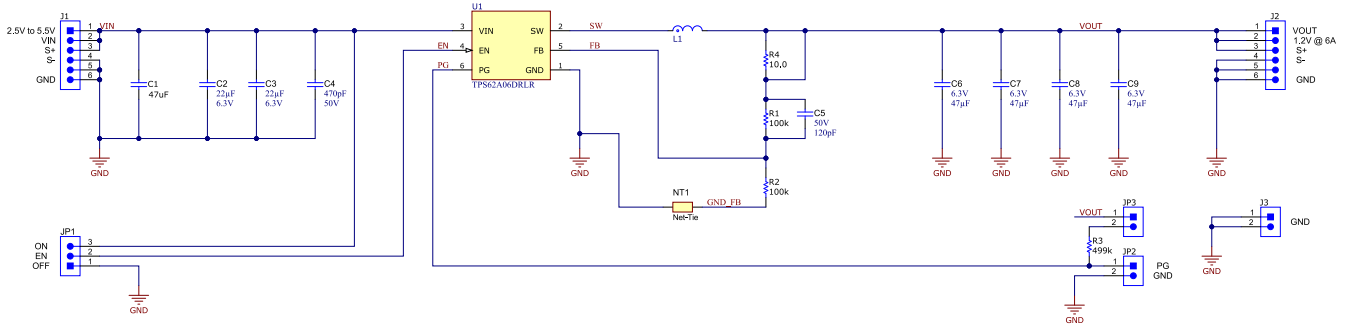 J1
2.5V to 5.5V
VIN
S+
S-
GND
1
2
3
4
5
6
VIN
GND
C1
47uF
C2
22µF
6.3V
C3
22µF
6.3V
C4
470pF
50V
U1
3
VIN
4
EN
6
PG
SW
2
FB
5
GND
1
TPS62A06DRLR
EN
PG
SW
FB
L1
GND
R4
10,0
R1
100k
C5
50V
120pF
R2
100k
NT1
Net-Tie
GND_FB
VOUT
C6
6.3V
47µF
GND
C7
6.3V
47µF
GND
C8
6.3V
47µF
GND
C9
6.3V
47µF
GND
J2
1
2
3
4
5
6
VOUT
1.2V @ 6A
S+
S-
GND
GND
JP1
ON
EN
OFF
3
2
1
GND
VOUT
JP3
1
2
R3
499k
JP2
1
2
PG
GND
GND
J3
1
2
GND
GND